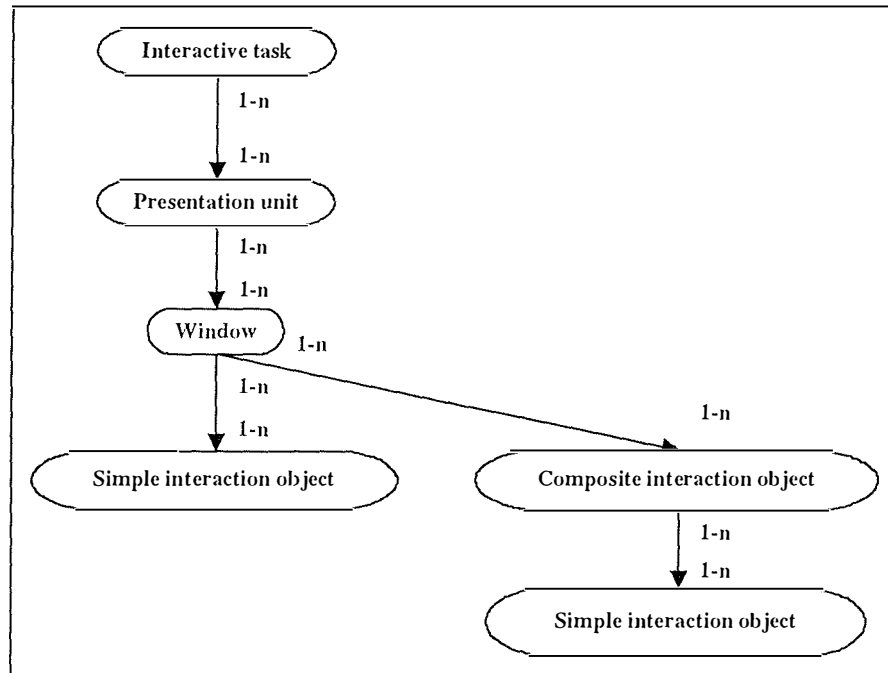 Interactive task
1-n
1-n
Presentation unit
1-n
1-n
Window
1-n
1-n
1-n
1-n
Simple interaction object
Composite interaction object
1-n
1-n
Simple interaction object